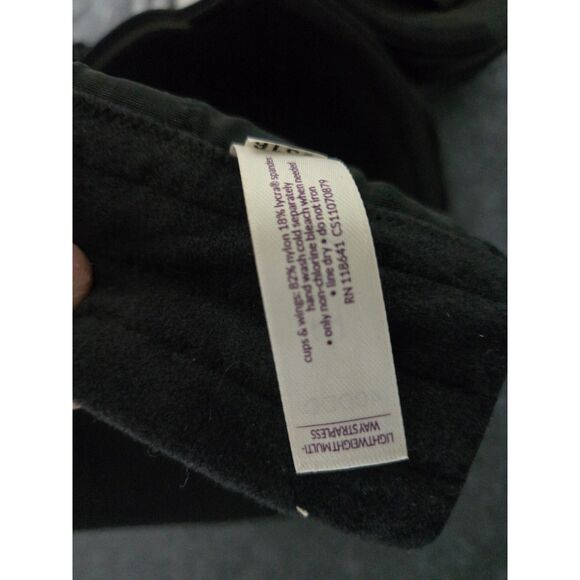 cups & wings: 82% nylon 18% lycra® spandex
hand wash cold separately
• only non-chlorine bleach when needed
• line dry • do not iron
RN 118641 CS11070879
LIGHTWEIGHT MULTI-
WAY STRAPLESS